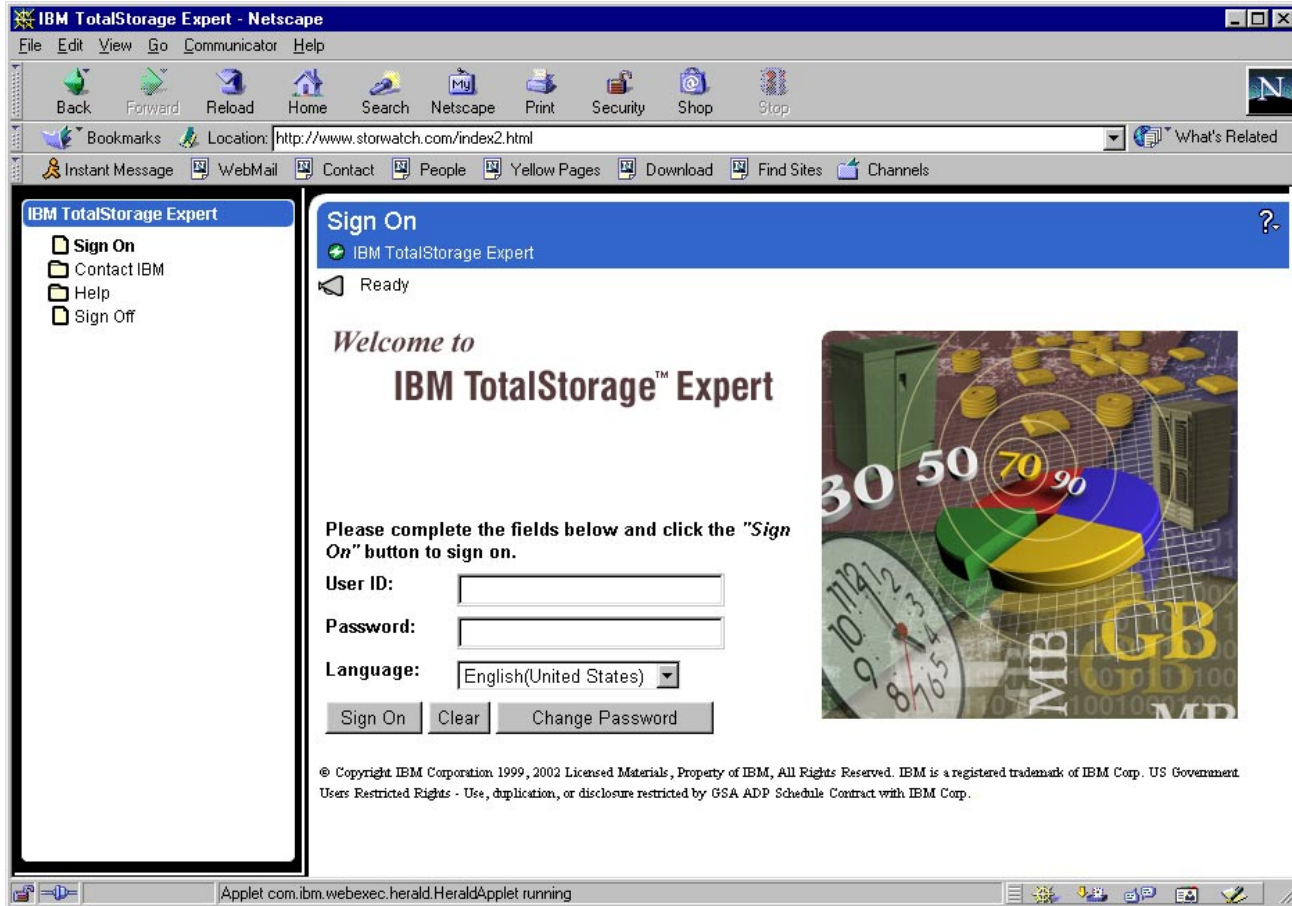 IBM TotalStorage Expert - Netscape
File Edit View Go Communicator Help
Back Forward Reload Home Search Netscape Print Security Shop Stop
My
N
Bookmarks Location: http://www.storwatch.com/index2.html What's Related
Instant Message WebMail Contact People Yellow Pages Download Find Sites Channels
IBM TotalStorage Expert
Sign On
Contact IBM
Help
Sign Off
Sign On
?
IBM TotalStorage Expert
Ready
Welcome to
IBM TotalStorage™ Expert
Please complete the fields below and click the "Sign
On" button to sign on.
User ID:
Password:
Language: English(United States)
Sign On Clear Change Password
30 50 70 90
GB
GB
MB
MB
© Copyright IBM Corporation 1999, 2002 Licensed Materials, Property of IBM, All Rights Reserved. IBM is a registered trademark of IBM Corp. US Government
Users Restricted Rights - Use, duplication, or disclosure restricted by GSA ADP Schedule Contract with IBM Corp.
Applet com.ibm.webexec.herald.HeraldApplet running